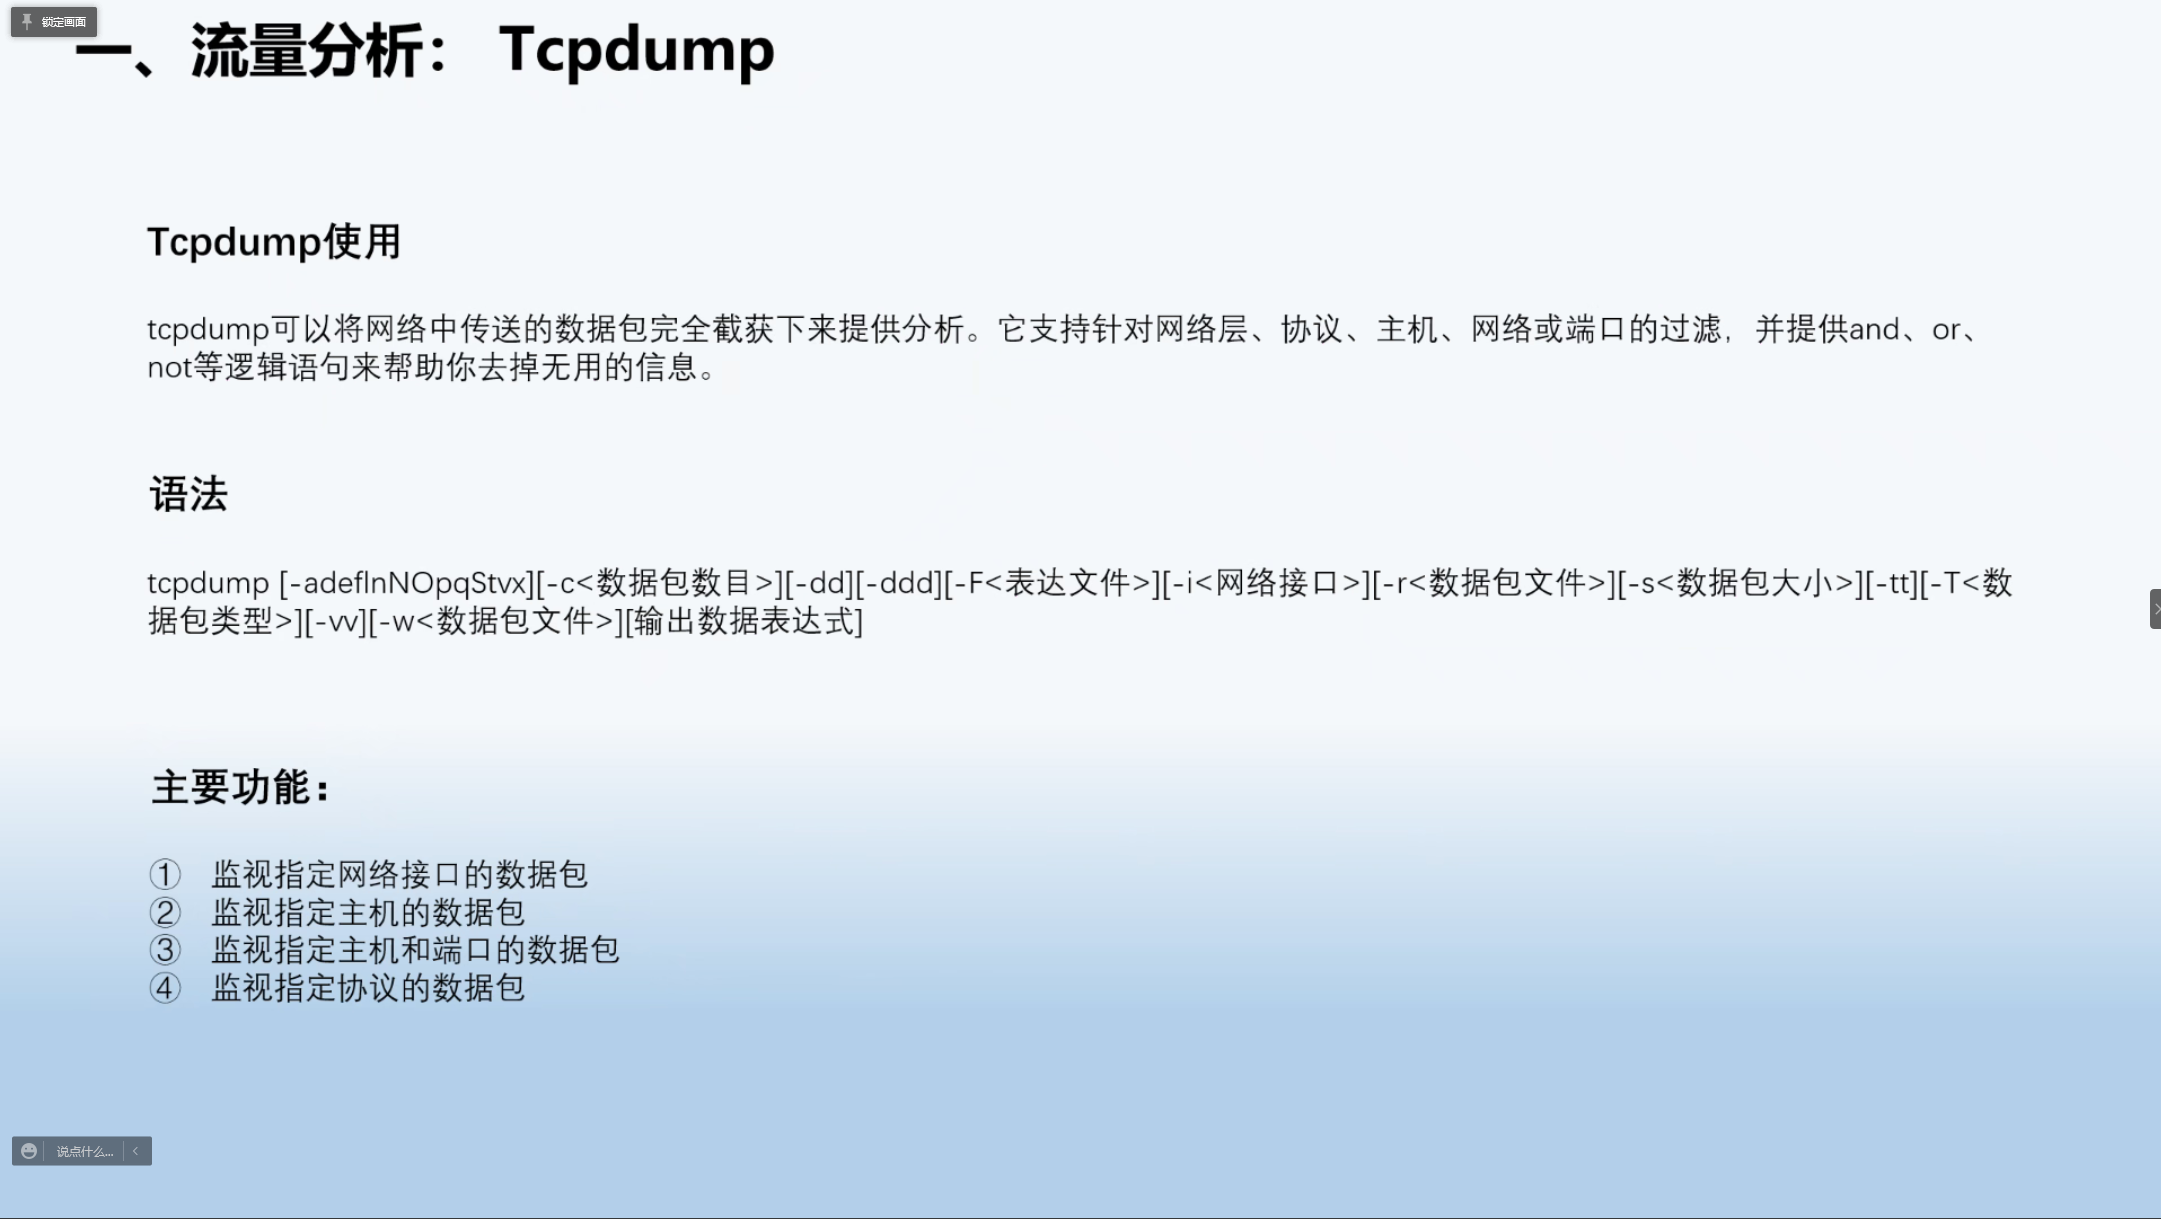 锁定画面
一、流量分析： Tcpdump
Tcpdump使用
tcpdump可以将网络中传送的数据包完全截获下来提供分析。它支持针对网络层、协议、主机、网络或端口的过滤，并提供and、or、
not等逻辑语句来帮助你去掉无用的信息。
语法
tcpdump [-adeflnNOpqStvx][-c<数据包数目>][-dd][-ddd][-F<表达文件>][-i<网络接口>][-r<数据包文件>][-s<数据包大小>][-tt][-T<数
据包类型>][-vv][-w<数据包文件>][输出数据表达式]
主要功能：
① 监视指定网络接口的数据包
② 监视指定主机的数据包
③ 监视指定主机和端口的数据包
④ 监视指定协议的数据包
说点什么...